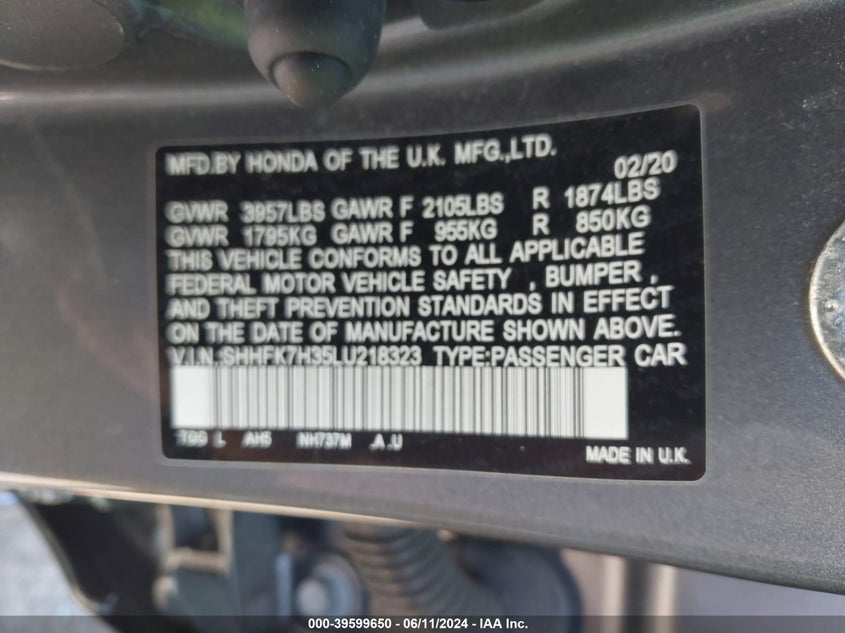 MFD.BY HONDA OF THE U.K. MFG.,LTD. 02/20
GVWR 3957LBS GAWR F 2105LBS R 1874LBS
GVWR 1795KG GAWR F 955KG R 850KG
THIS VEHICLE CONFORMS TO ALL APPLICABLE
FEDERAL MOTOR VEHICLE SAFETY , BUMPER ,
AND THEFT PREVENTION STANDARDS IN EFFECT
ON THE DATE OF MANUFACTURE SHOWN ABOVE.
V.I.N.:SHHFK7H35LU218323 TYPE:PASSENGER CAR
L AH5 NH737M .A .U
MADE IN U.K.
000-39599650 / 06/11/2024 - IAA Inc.